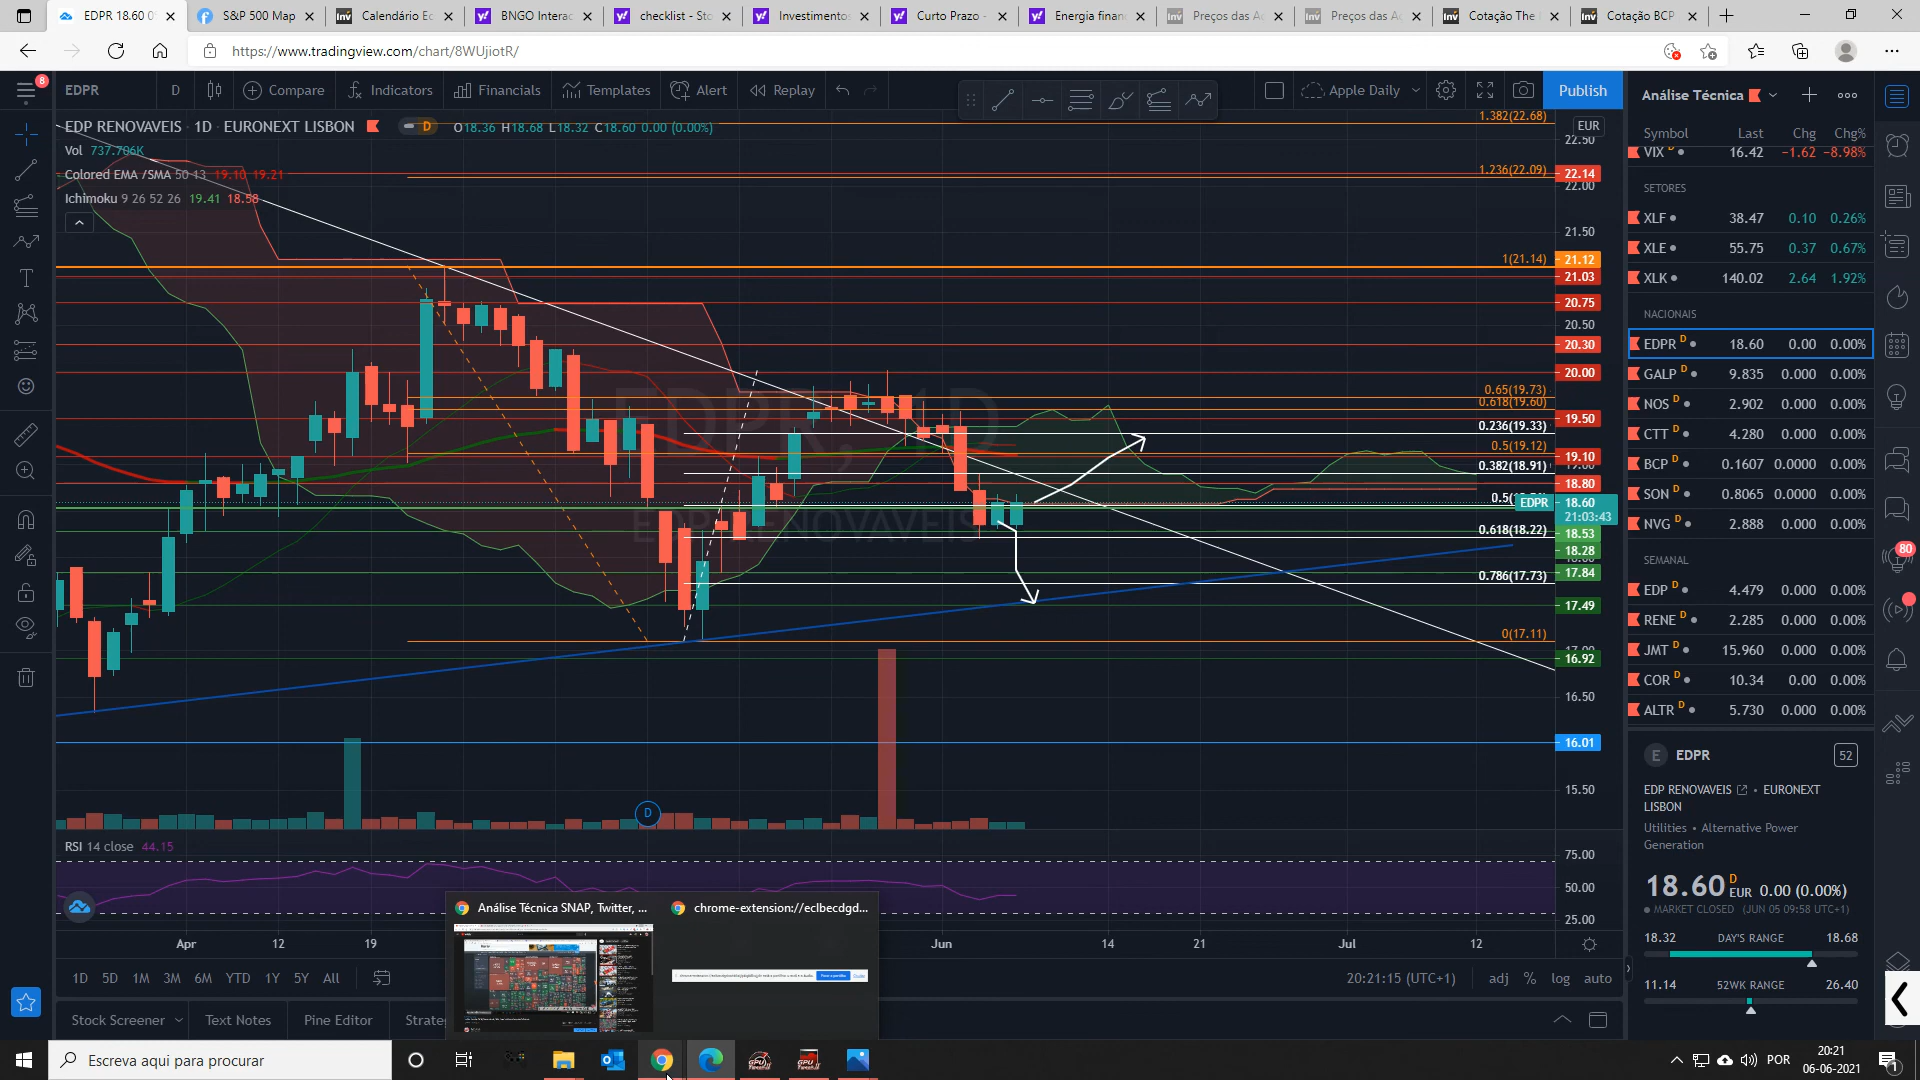 EDPR 18.60 0
S&P 500 Map
Calendário Ec
BNGO Interac
checklist - Sto
Investimentos
Curto Prazo -
Energia financ
Preços das Aç
Preços das Aç
Cotação The
Cotação BCP
https://www.tradingview.com/chart/8WUjiotR/
8
EDPR
D
Compare
Indicators
Financials
Templates
Alert
Replay
Apple Daily
Publish
Análise Técnica
EDP RENOVAVEIS · 1D · EURONEXT LISBON
D
O18.36 H18.68 L18.32 C18.60 0.00 (0.00%)
Vol 737.706K
Colored EMA /SMA 50 13 19.10 19.21
Ichimoku 9 26 52 26 19.41 18.58
EDPR, 1D
EDP RENOVAVEIS
1.382(22.68)
1.236(22.09)
1(21.14)
0.65(19.73)
0.618(19.60)
0.236(19.33)
0.5(19.12)
0.382(18.91)
0.618(18.22)
0.786(17.73)
0(17.11)
EUR
22.50
22.14
22.00
21.50
21.12
21.03
20.75
20.50
20.30
20.00
19.50
19.10
19.00
18.80
EDPR 18.60
21:03:43
18.53
18.28
17.84
17.49
16.92
16.50
16.01
15.50
D
RSI 14 close 44.15
75.00
50.00
25.00
Apr
12
19
Jun
14
21
Jul
12
1D 5D 1M 3M 6M YTD 1Y 5Y All
20:21:15 (UTC+1)
adj
%
log
auto
Stock Screener
Text Notes
Pine Editor
Strate
Análise Técnica SNAP, Twitter, ...
chrome-extension://eclbecdgd...
Symbol Last Chg Chg%
VIX D 16.42 −1.62 −8.98%
SETORES
XLF 38.47 0.10 0.26%
XLE 55.75 0.37 0.67%
XLK 140.02 2.64 1.92%
NACIONAIS
EDPR D 18.60 0.00 0.00%
GALP D 9.835 0.000 0.00%
NOS D 2.902 0.000 0.00%
CTT D 4.280 0.000 0.00%
BCP D 0.1607 0.0000 0.00%
SON D 0.8065 0.0000 0.00%
NVG D 2.888 0.000 0.00%
SEMANAL
EDP D 4.479 0.000 0.00%
RENE D 2.285 0.000 0.00%
JMT D 15.960 0.000 0.00%
COR D 10.34 0.00 0.00%
ALTR D 5.730 0.000 0.00%
80
E EDPR
52
EDP RENOVAVEIS • EURONEXT
LISBON
Utilities • Alternative Power
Generation
18.60 D EUR 0.00 (0.00%)
MARKET CLOSED (JUN 05 09:58 UTC+1)
18.32 DAY'S RANGE 18.68
11.14 52WK RANGE 26.40
Escreva aqui para procurar
POR
20:21
06-06-2021
1